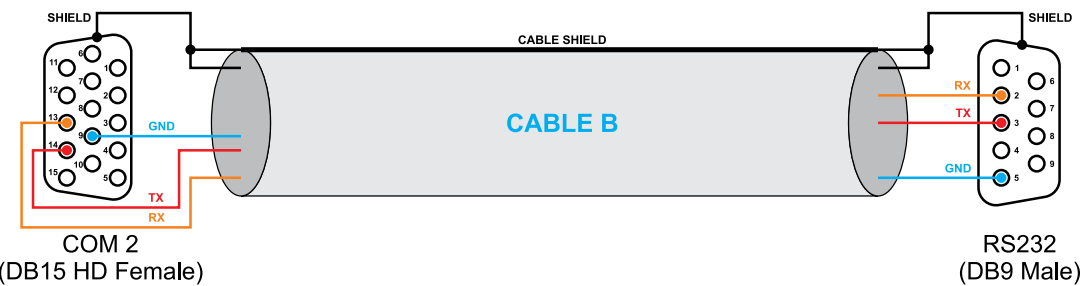 SHIELD
SHIELD
CABLE SHIELD
6
11
1
7
12
2
8
13
3
9
14
4
10
15
5
GND
TX
RX
CABLE B
RX
TX
GND
1
6
2
7
3
8
4
9
5
COM 2
(DB15 HD Female)
RS232
(DB9 Male)